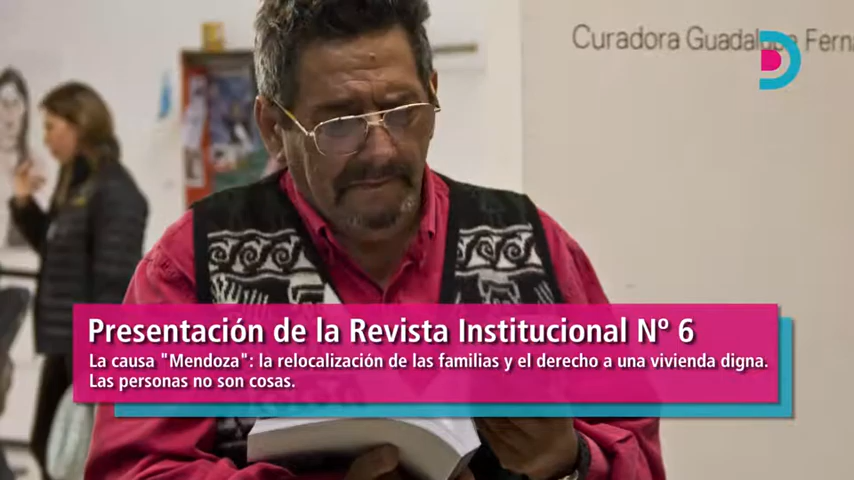 Curadora Guadalupe
Presentación de la Revista Institucional Nº 6
La causa "Mendoza": la relocalización de las familias y el derecho a una vivienda digna.
Las personas no son cosas.